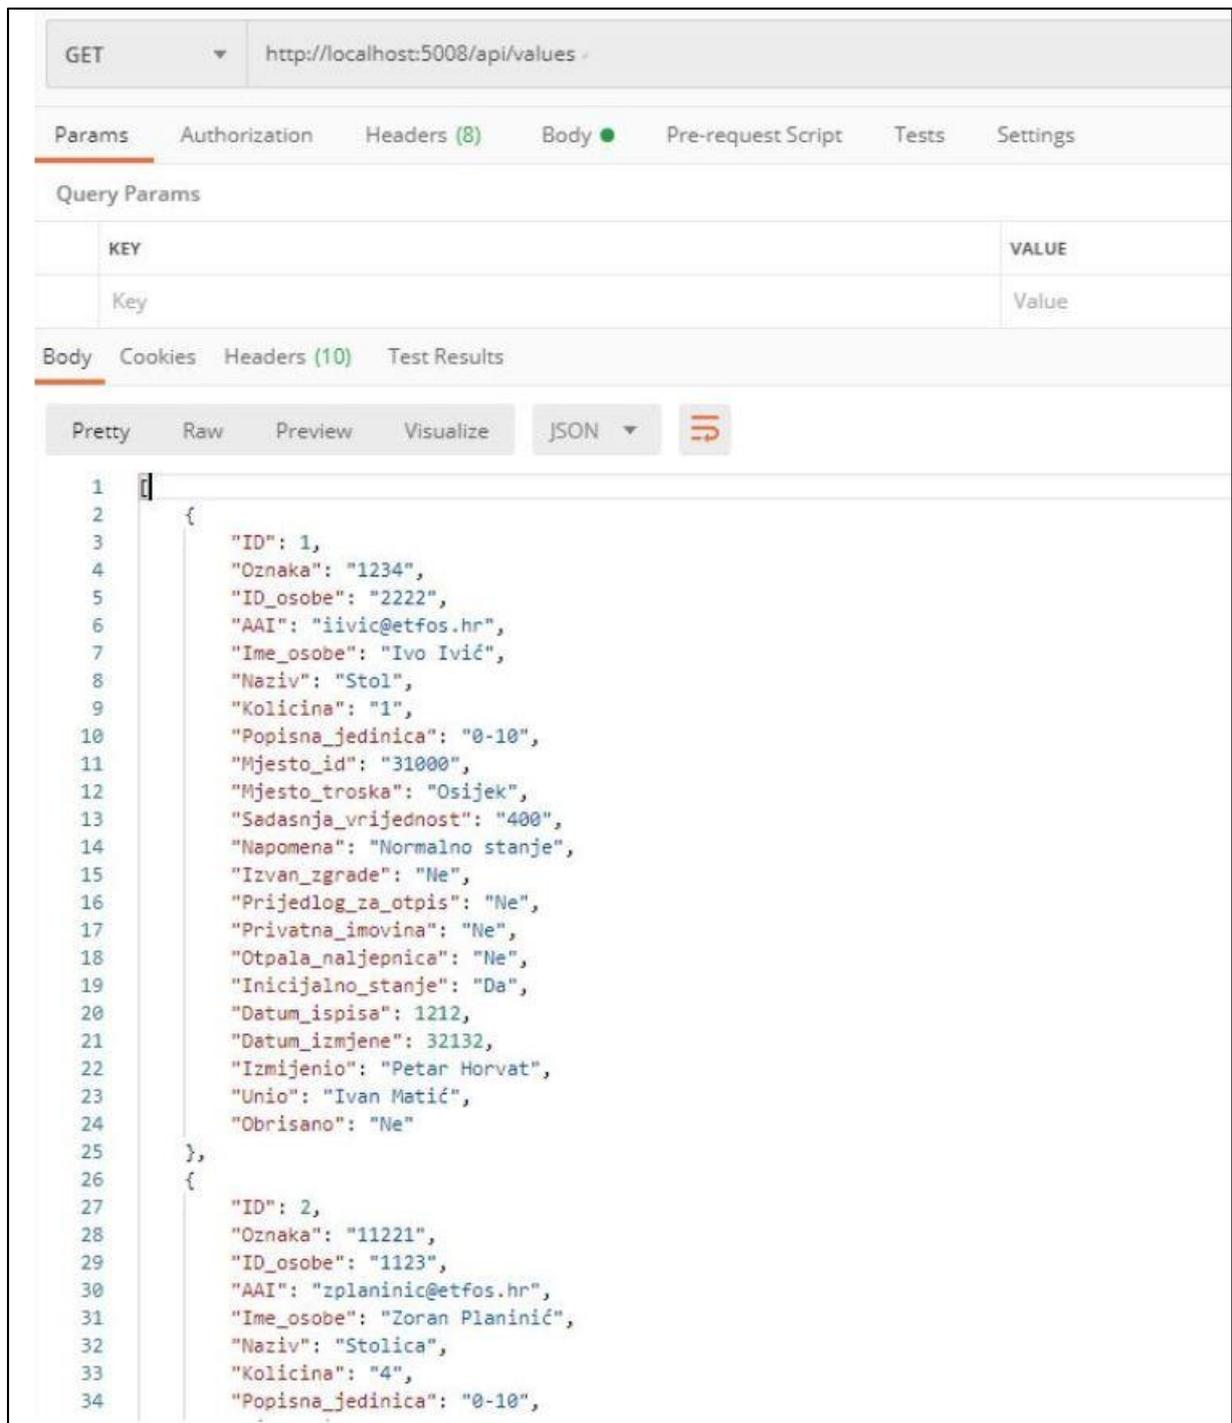 GET http://localhost:5008/api/values
Params Authorization Headers (8) Body Pre-request Script Tests Settings
Query Params
KEY VALUE
Key Value
Body Cookies Headers (10) Test Results
Pretty Raw Preview Visualize JSON
1 [
2 {
3 "ID": 1,
4 "Oznaka": "1234",
5 "ID_osobe": "2222",
6 "AAI": "iivic@etfos.hr",
7 "Ime_osobe": "Ivo Ivić",
8 "Naziv": "Stol",
9 "Kolicina": "1",
10 "Popisna_jedinica": "0-10",
11 "Mjesto_id": "31000",
12 "Mjesto_troska": "Osijek",
13 "Sadasnja_vrijednost": "400",
14 "Napomena": "Normalno stanje",
15 "Izvan_zgrade": "Ne",
16 "Prijedlog_za_otpis": "Ne",
17 "Privatna_imovina": "Ne",
18 "Otpala_naljepnica": "Ne",
19 "Inicijalno_stanje": "Da",
20 "Datum_ispisa": 1212,
21 "Datum_izmjene": 32132,
22 "Izmijenio": "Petar Horvat",
23 "Unio": "Ivan Matić",
24 "Obrisano": "Ne"
25 },
26 {
27 "ID": 2,
28 "Oznaka": "11221",
29 "ID_osobe": "1123",
30 "AAI": "zplaninic@etfos.hr",
31 "Ime_osobe": "Zoran Planinić",
32 "Naziv": "Stolica",
33 "Kolicina": "4",
34 "Popisna_jedinica": "0-10",